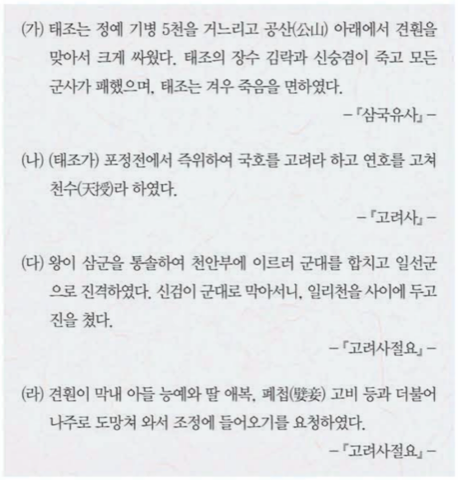 (가) 태조는 정예 기병 5천을 거느리고 공산(公山) 아래에서 견훤을
맞아서 크게 싸웠다. 태조의 장수 김락과 신숭겸이 죽고 모든
군사가 패했으며, 태조는 겨우 죽음을 면하였다.
-『삼국유사』-
(나) (태조가) 포정전에서 즉위하여 국호를 고려라 하고 연호를 고쳐
천수(天授)라 하였다.
-『고려사』-
(다) 왕이 삼군을 통솔하여 천안부에 이르러 군대를 합치고 일선군
으로 진격하였다. 신검이 군대로 막아서니, 일리천을 사이에 두고
진을 쳤다.
-『고려사절요』-
(라) 견훤이 막내 아들 능예와 딸 애복, 폐첩(嬖妾) 고비 등과 더불어
나주로 도망쳐 와서 조정에 들어오기를 요청하였다.
-『고려사절요』-